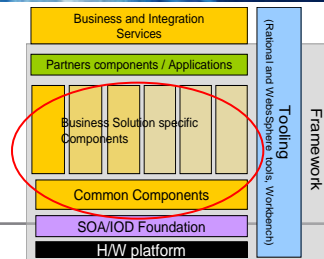 Business and Integration
Services
Partners components / Applications
Business Solution specific
Components
Common Components
SOA/IOD Foundation
H/W platform
Tooling
(Rational and WebsSphere tools, Workbench)
Framework